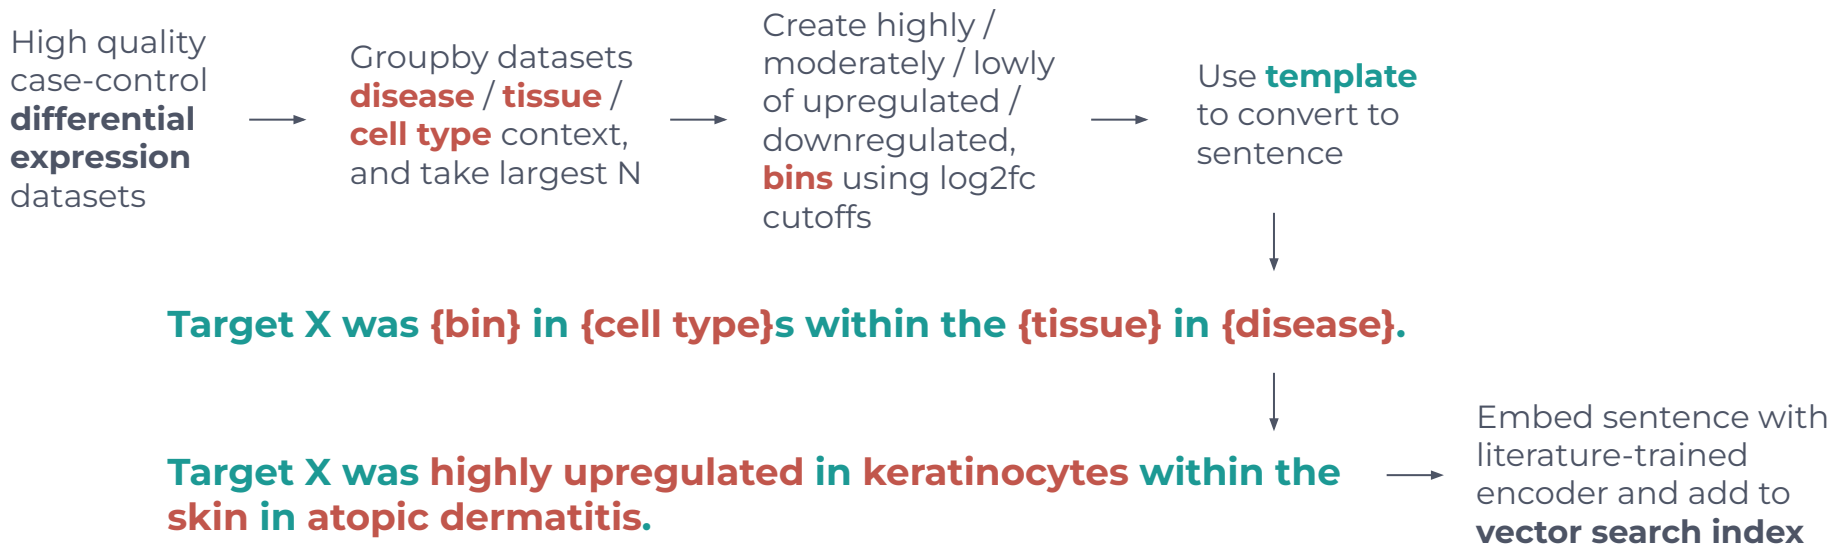 High quality
case-control
differential
expression
datasets
Groupby datasets
disease / tissue /
cell type context,
and take largest N
Create highly /
moderately / lowly
of upregulated /
downregulated,
bins using log2fc
cutoffs
Use template
to convert to
sentence
Target X was {bin} in {cell type}s within the {tissue} in {disease}.
Target X was highly upregulated in keratinocytes within the
skin in atopic dermatitis.
Embed sentence with
literature-trained
encoder and add to
vector search index